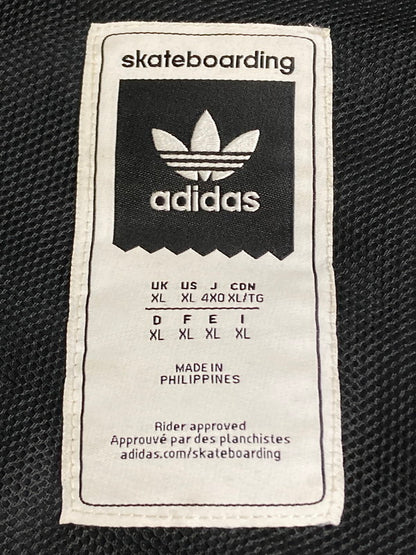 skateboarding
adidas
UK US J CDN
XL XL 4XO XL/TG
D F E I
XL XL XL XL
MADE IN
PHILIPPINES
Rider approved
Approuvé par des planchistes
adidas.com/skateboarding